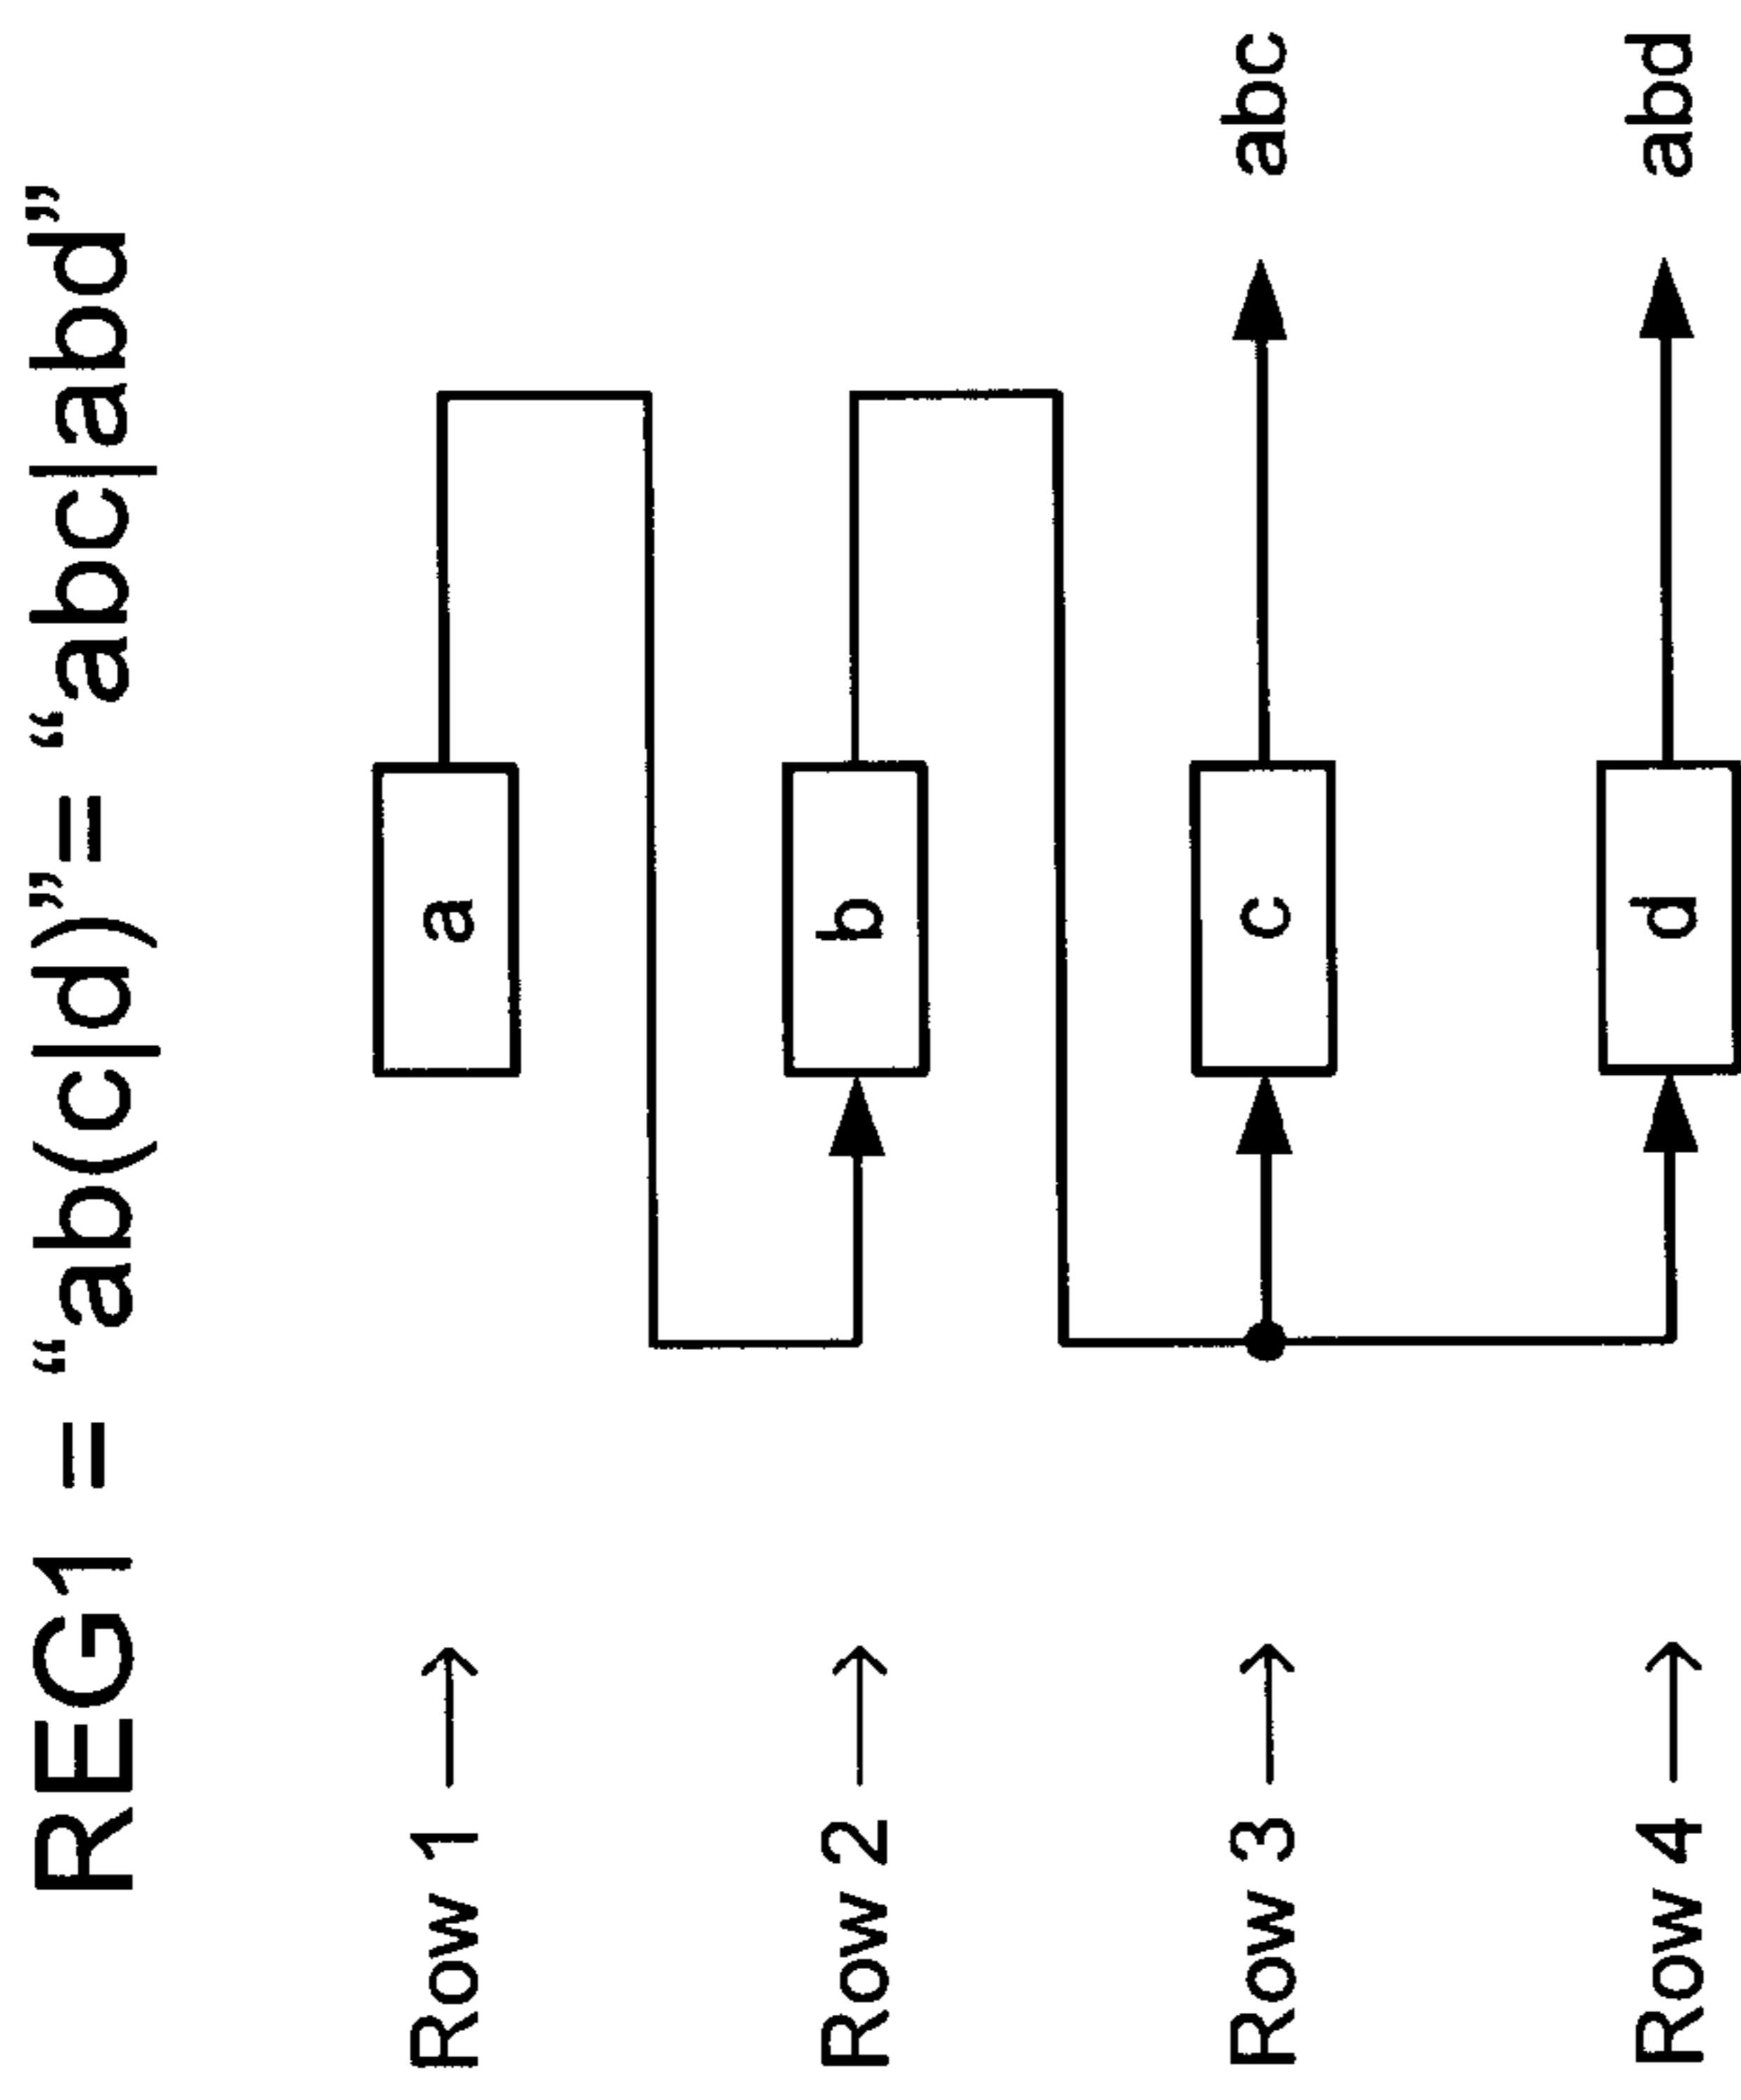 REG1 = “ab(c|d)”= “abc|abd”
Row 1 a
Row 2 b
Row 3 c abc
Row 4 d abd